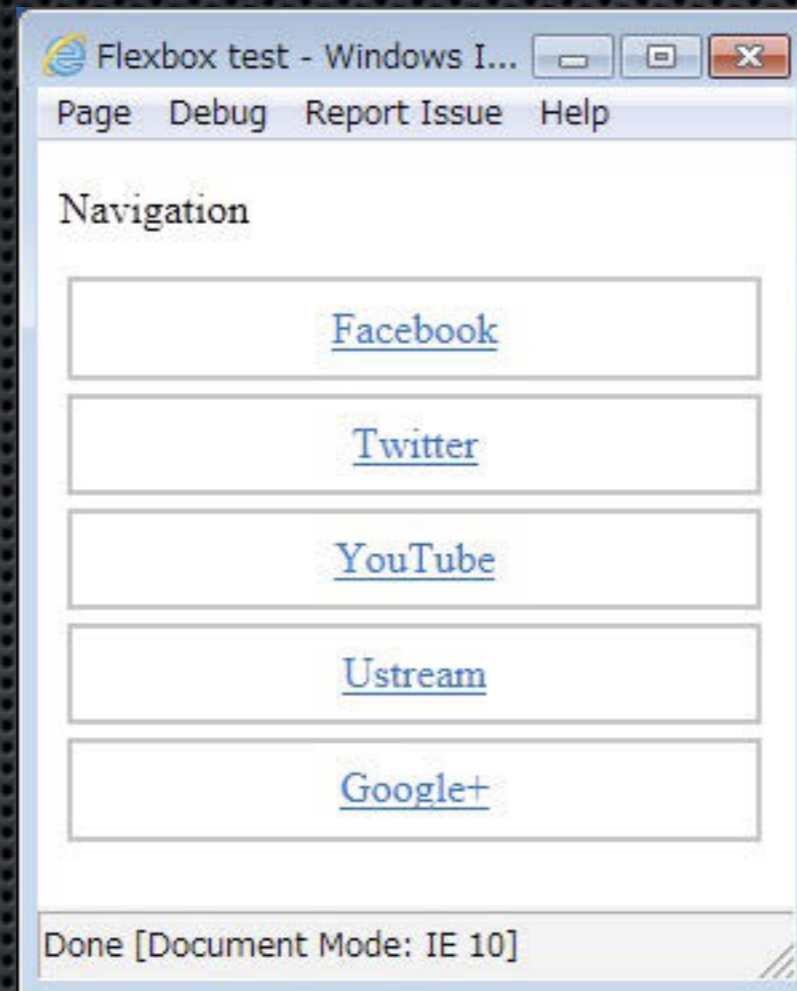 Flexbox test - Windows I...
Page Debug Report Issue Help
Navigation
Facebook
Twitter
YouTube
Ustream
Google+
Done [Document Mode: IE 10]